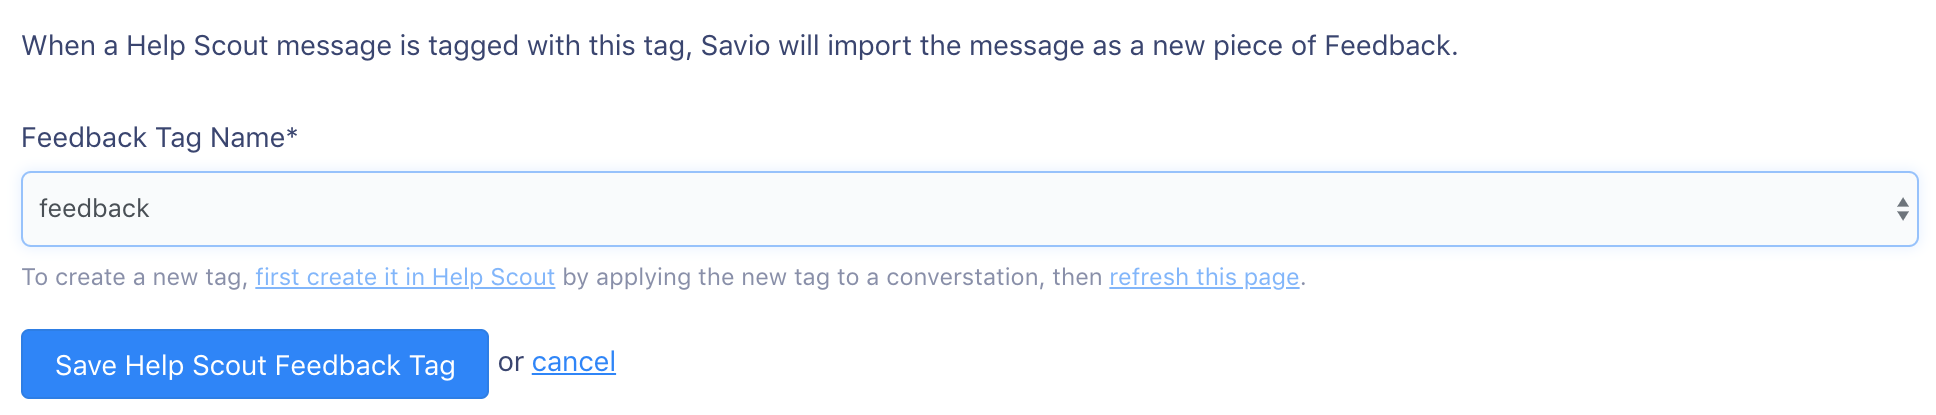 When a Help Scout message is tagged with this tag, Savio will import the message as a new piece of Feedback.
Feedback Tag Name*
feedback
To create a new tag, first create it in Help Scout by applying the new tag to a converstation, then refresh this page.
Save Help Scout Feedback Tag or cancel